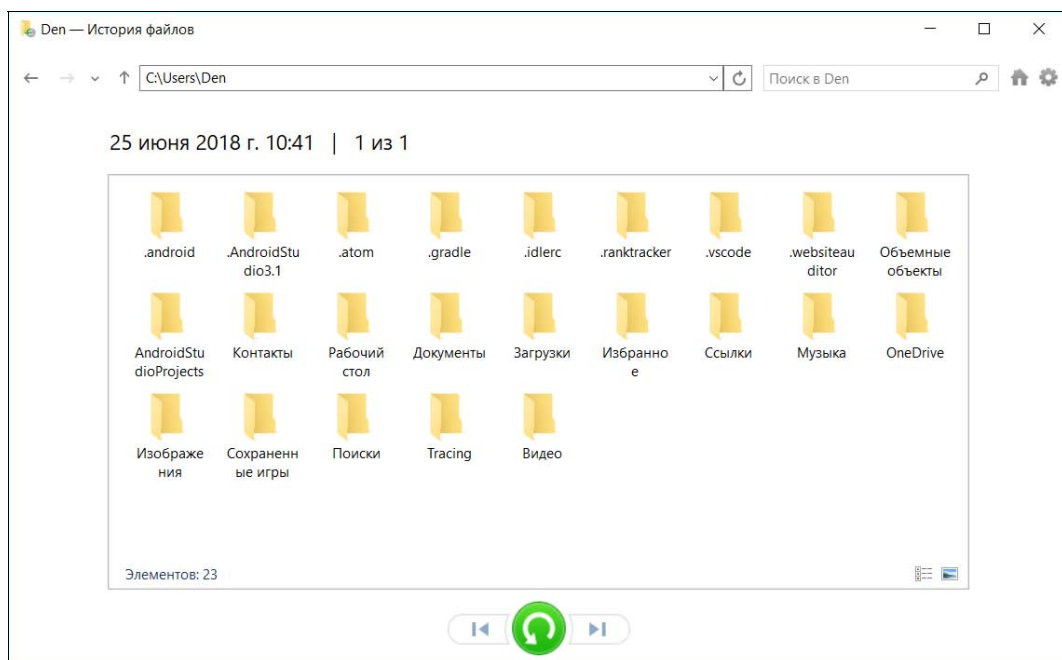 Den — История файлов
C:\Users\Den
Поиск в Den
25 июня 2018 г. 10:41 | 1 из 1
.android .AndroidStu .atom .gradle .idlerc .ranktracker .vscode .websiteau Объемные
dio3.1 ditor объекты
AndroidStu Контакты Рабочий Документы Загрузки Избранно Ссылки Музыка OneDrive
dioProjects стол е
Изображе Сохраненн Поиски Tracing Видео
ния ые игры
Элементов: 23